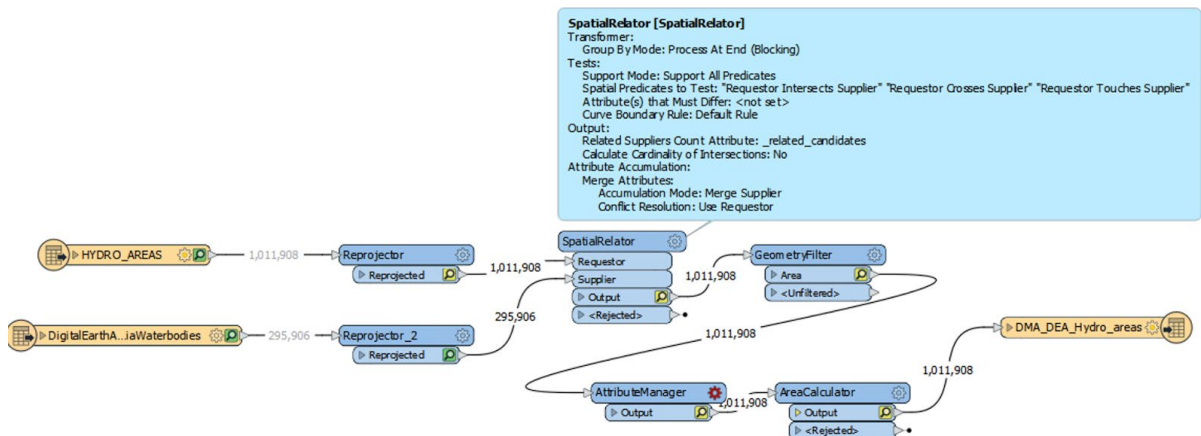 SpatialRelator [SpatialRelator]
Transformer:
Group By Mode: Process At End (Blocking)
Tests:
Support Mode: Support All Predicates
Spatial Predicates to Test: "Requestor Intersects Supplier" "Requestor Crosses Supplier" "Requestor Touches Supplier"
Attribute(s) that Must Differ: <not set>
Curve Boundary Rule: Default Rule
Output:
Related Suppliers Count Attribute: _related_candidates
Calculate Cardinality of Intersections: No
Attribute Accumulation:
Merge Attributes:
Accumulation Mode: Merge Supplier
Conflict Resolution: Use Requestor
HYDRO_AREAS
1,011,908
Reprojector
Reprojected
1,011,908
SpatialRelator
Requestor
Supplier
Output
<Rejected>
1,011,908
GeometryFilter
Area
<Unfiltered>
DigitalEarthA...iaWaterbodies
295,906
Reprojector_2
Reprojected
295,906
1,011,908
DMA_DEA_Hydro_areas
1,011,908
AttributeManager
Output
1,011,908
AreaCalculator
Output
<Rejected>